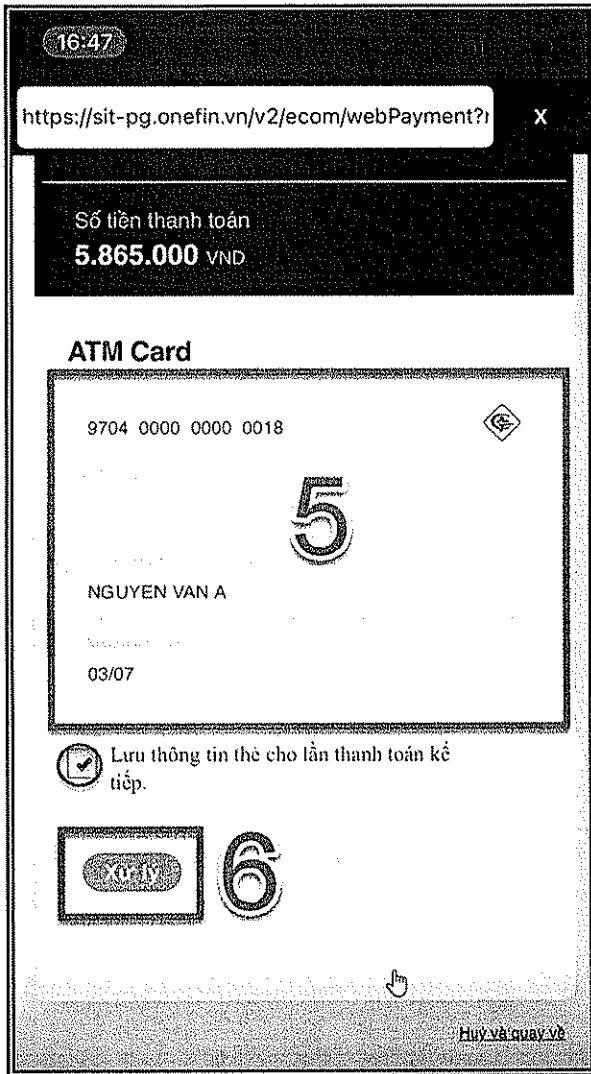 16:47
https://sit-pg.onefin.vn/v2/ecom/webPayment?r X
Số tiền thanh toán
5.865.000 VND
ATM Card
9704 0000 0000 0018
5
NGUYEN VAN A
03/07
Lưu thông tin thẻ cho lần thanh toán kế
tiếp.
Xử lý
6
Huỷ và quay về